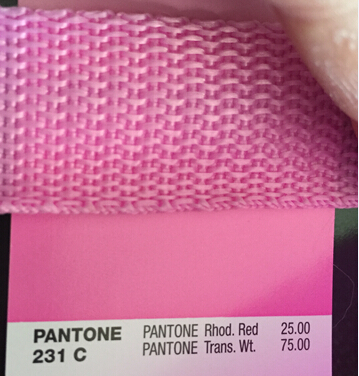 PANTONE PANTONE Rhod. Red 25.00
231 C PANTONE Trans. Wt. 75.00